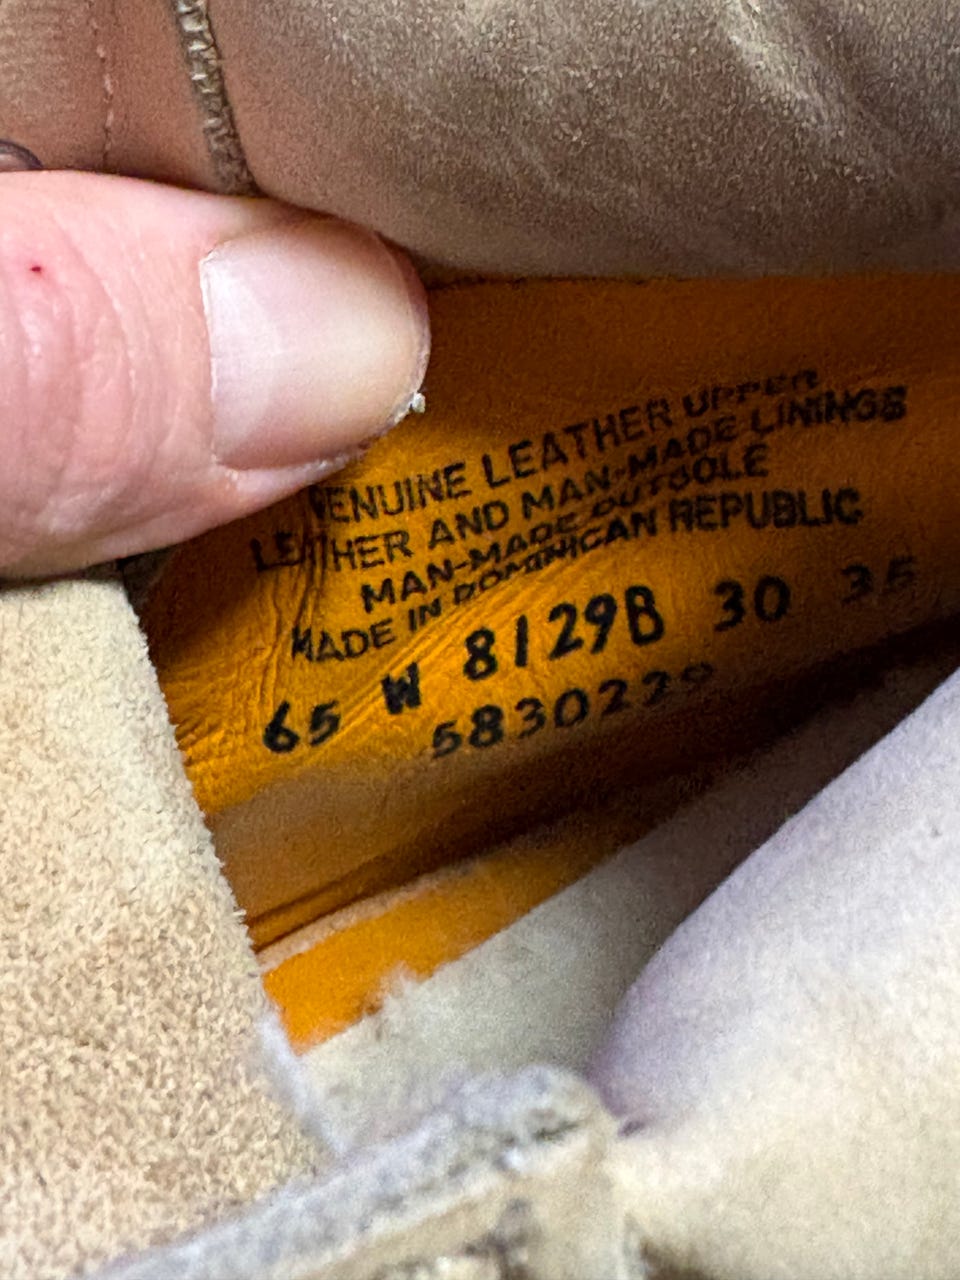 GENUINE LEATHER UPPER
LEATHER AND MAN-MADE LININGS
MAN-MADE OUTSOLE
MADE IN DOMINICAN REPUBLIC
65 W 8129B 30 35